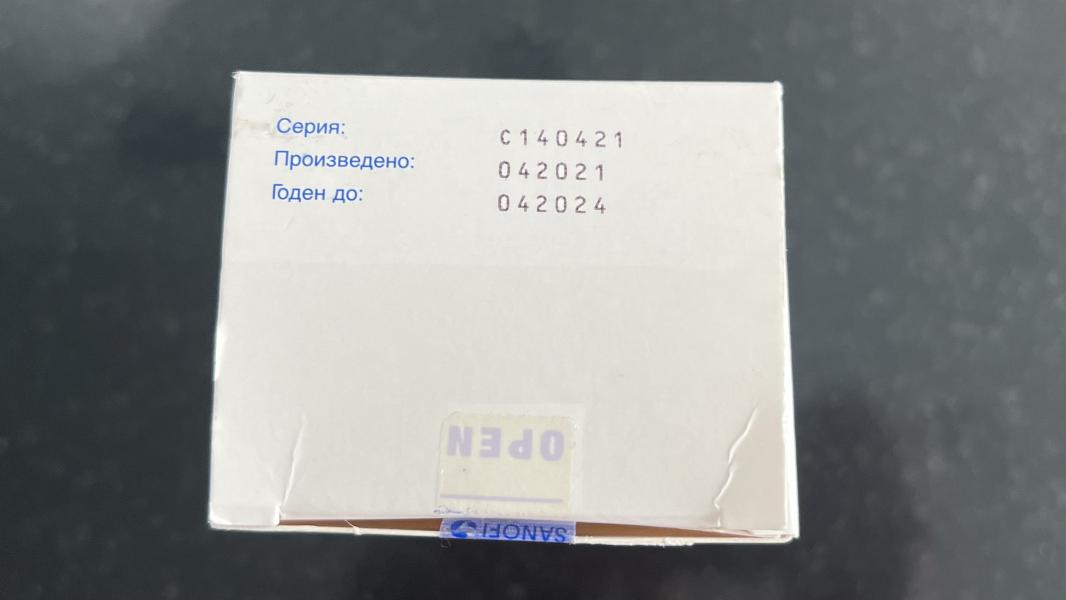 Серия: C140421
Произведено: 042021
Годен до: 042024
OPEN
SANOFI